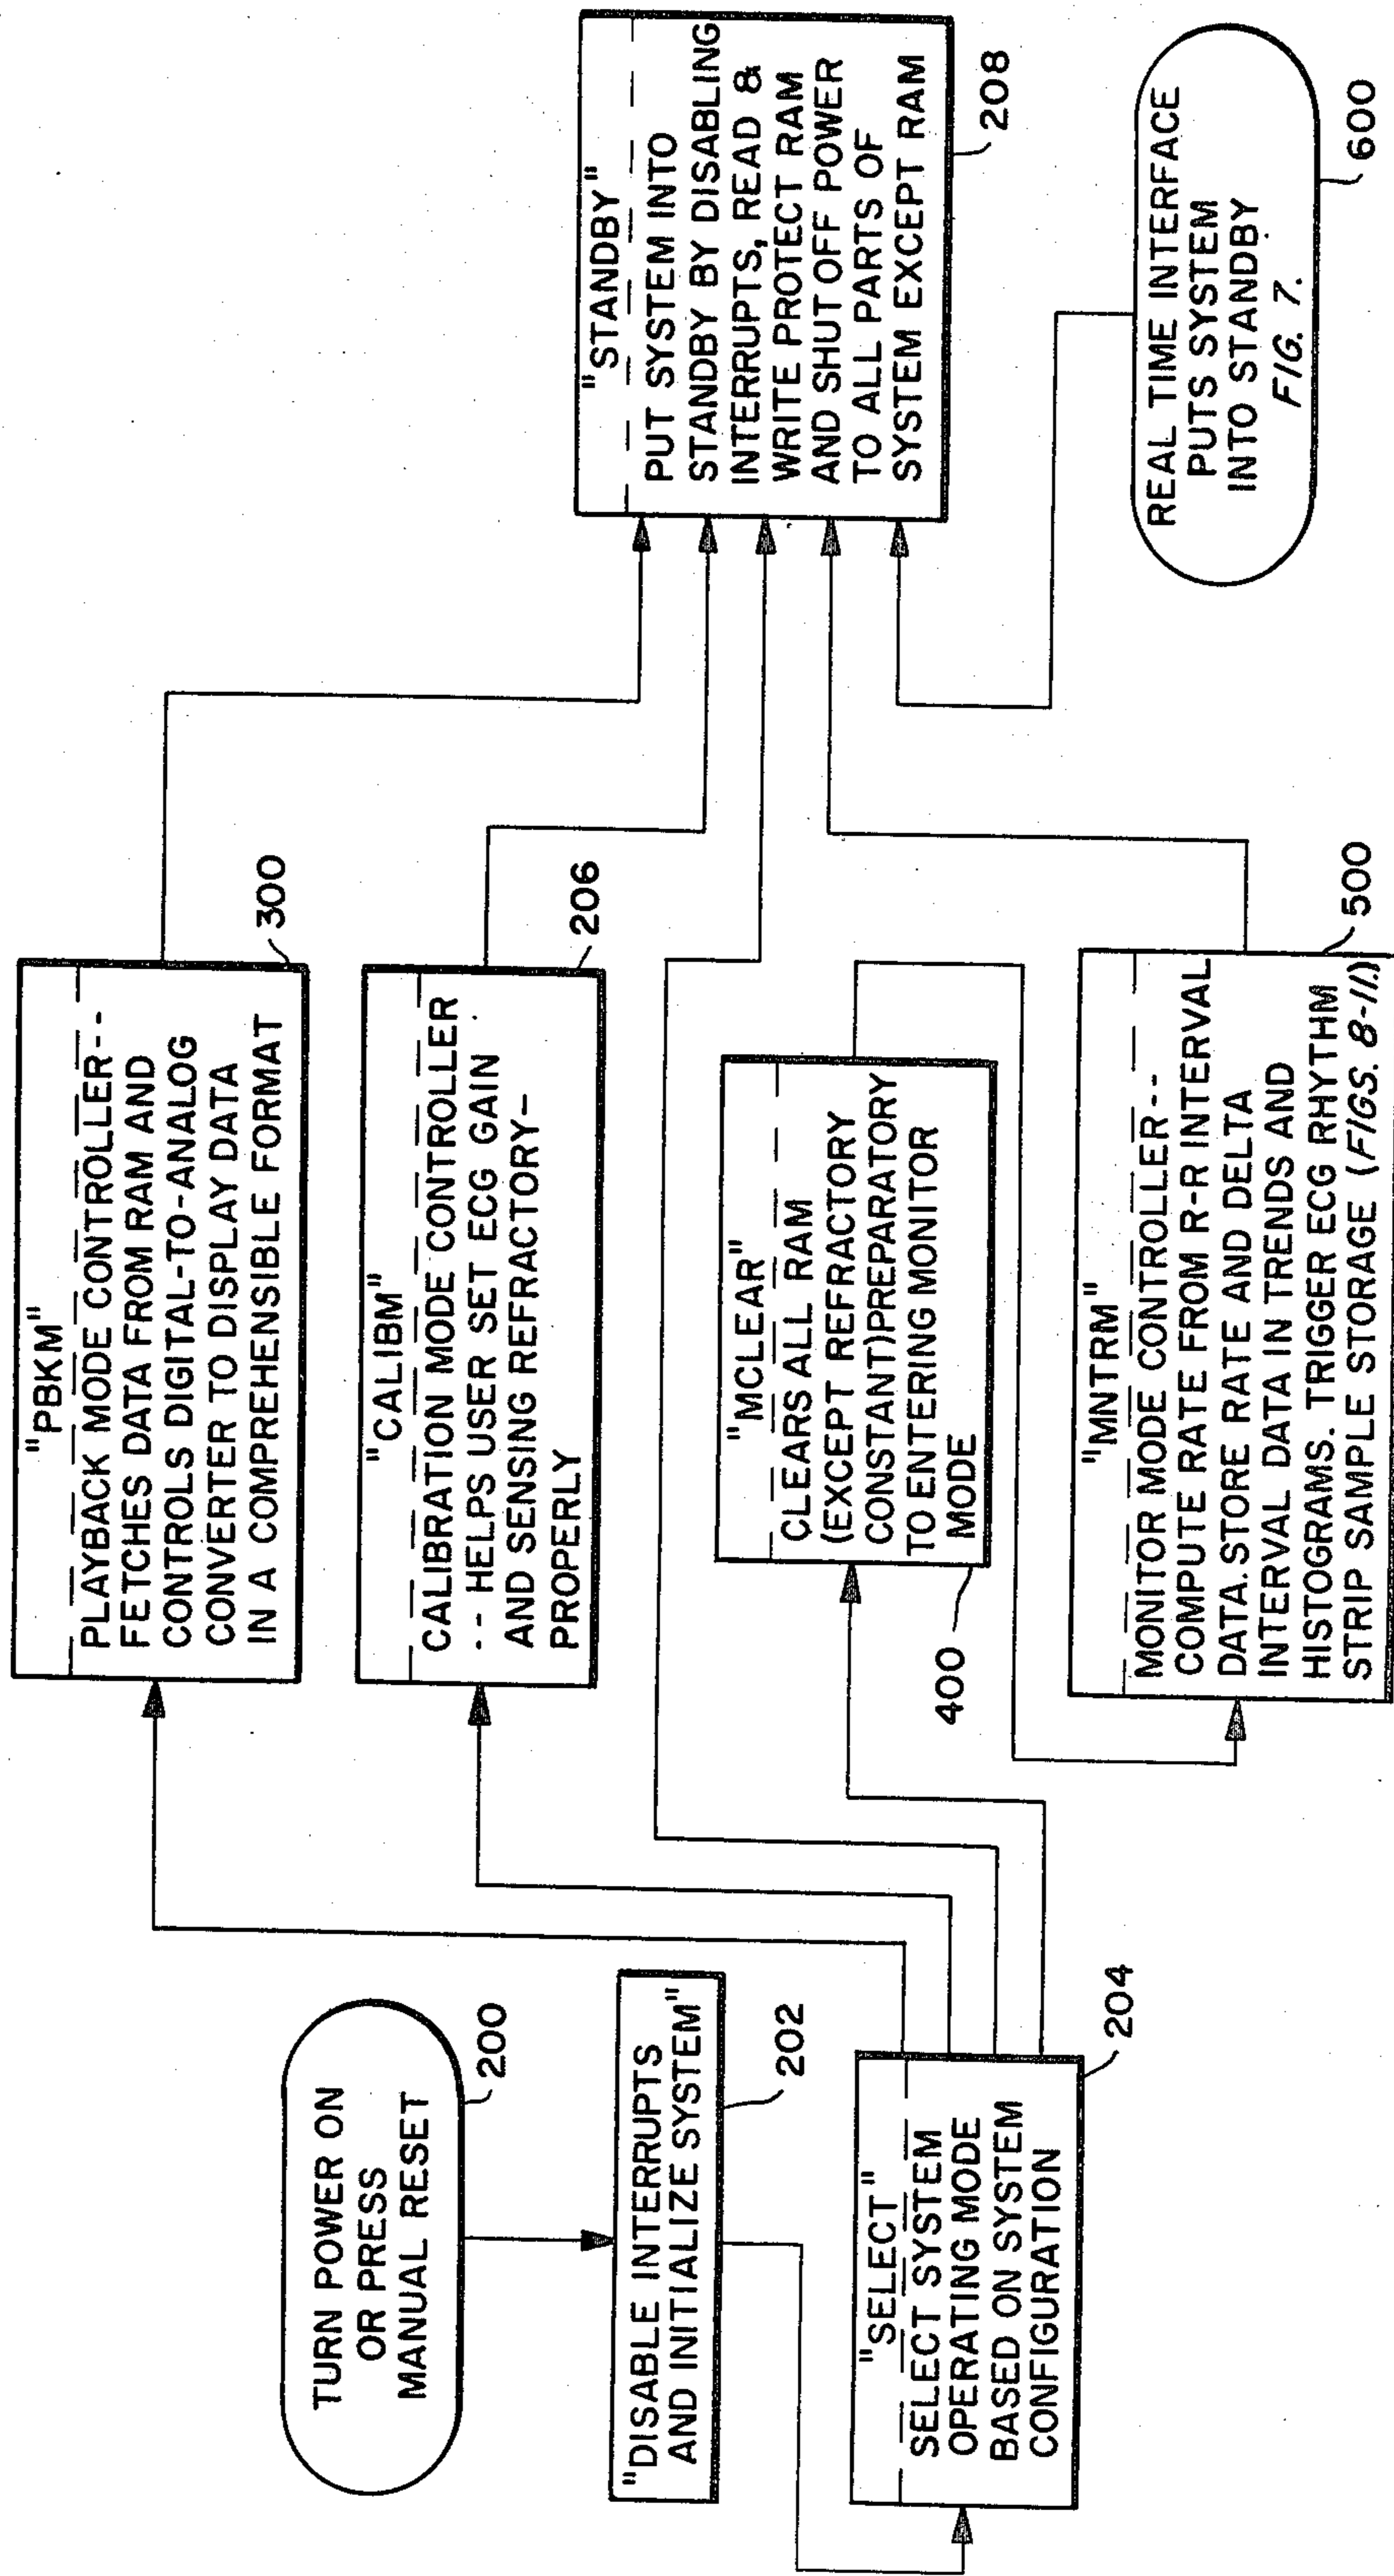 TURN POWER ON
OR PRESS
MANUAL RESET
200
"DISABLE INTERRUPTS
AND INITIALIZE SYSTEM"
202
"SELECT"
SELECT SYSTEM
OPERATING MODE
BASED ON SYSTEM
CONFIGURATION
204
"PBKM"
PLAYBACK MODE CONTROLLER--
FETCHES DATA FROM RAM AND
CONTROLS DIGITAL-TO-ANALOG
CONVERTER TO DISPLAY DATA
IN A COMPREHENSIBLE FORMAT
300
"CALIBM"
CALIBRATION MODE CONTROLLER
-- HELPS USER SET ECG GAIN
AND SENSING REFRACTORY-
PROPERLY
206
"MCLEAR"
CLEARS ALL RAM
(EXCEPT REFRACTORY
CONSTANT)PREPARATORY
TO ENTERING MONITOR
MODE
400
"MNTRM"
MONITOR MODE CONTROLLER--
COMPUTE RATE FROM R-R INTERVAL
DATA.STORE RATE AND DELTA
INTERVAL DATA IN TRENDS AND
HISTOGRAMS. TRIGGER ECG RHYTHM
STRIP SAMPLE STORAGE (FIGS. 8-11.)
500
"STANDBY"
PUT SYSTEM INTO
STANDBY BY DISABLING
INTERRUPTS, READ &
WRITE PROTECT RAM
AND SHUT OFF POWER
TO ALL PARTS OF
SYSTEM EXCEPT RAM
208
REAL TIME INTERFACE
PUTS SYSTEM
INTO STANDBY
FIG. 7.
600